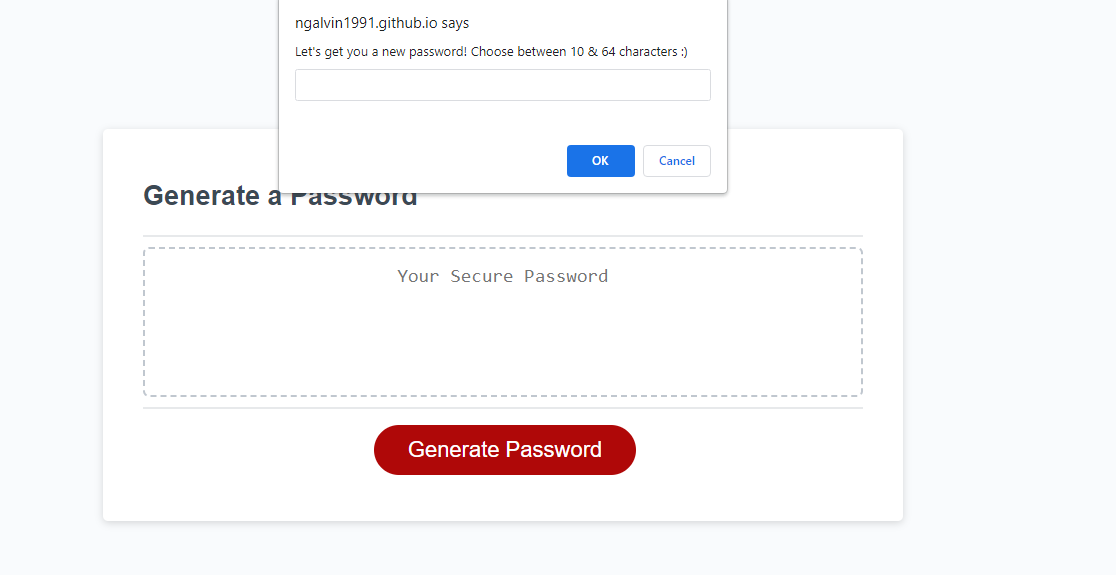 ngalvin1991.github.io says
Let's get you a new password! Choose between 10 & 64 characters :)
OK Cancel
Generate a Password
Your Secure Password
Generate Password